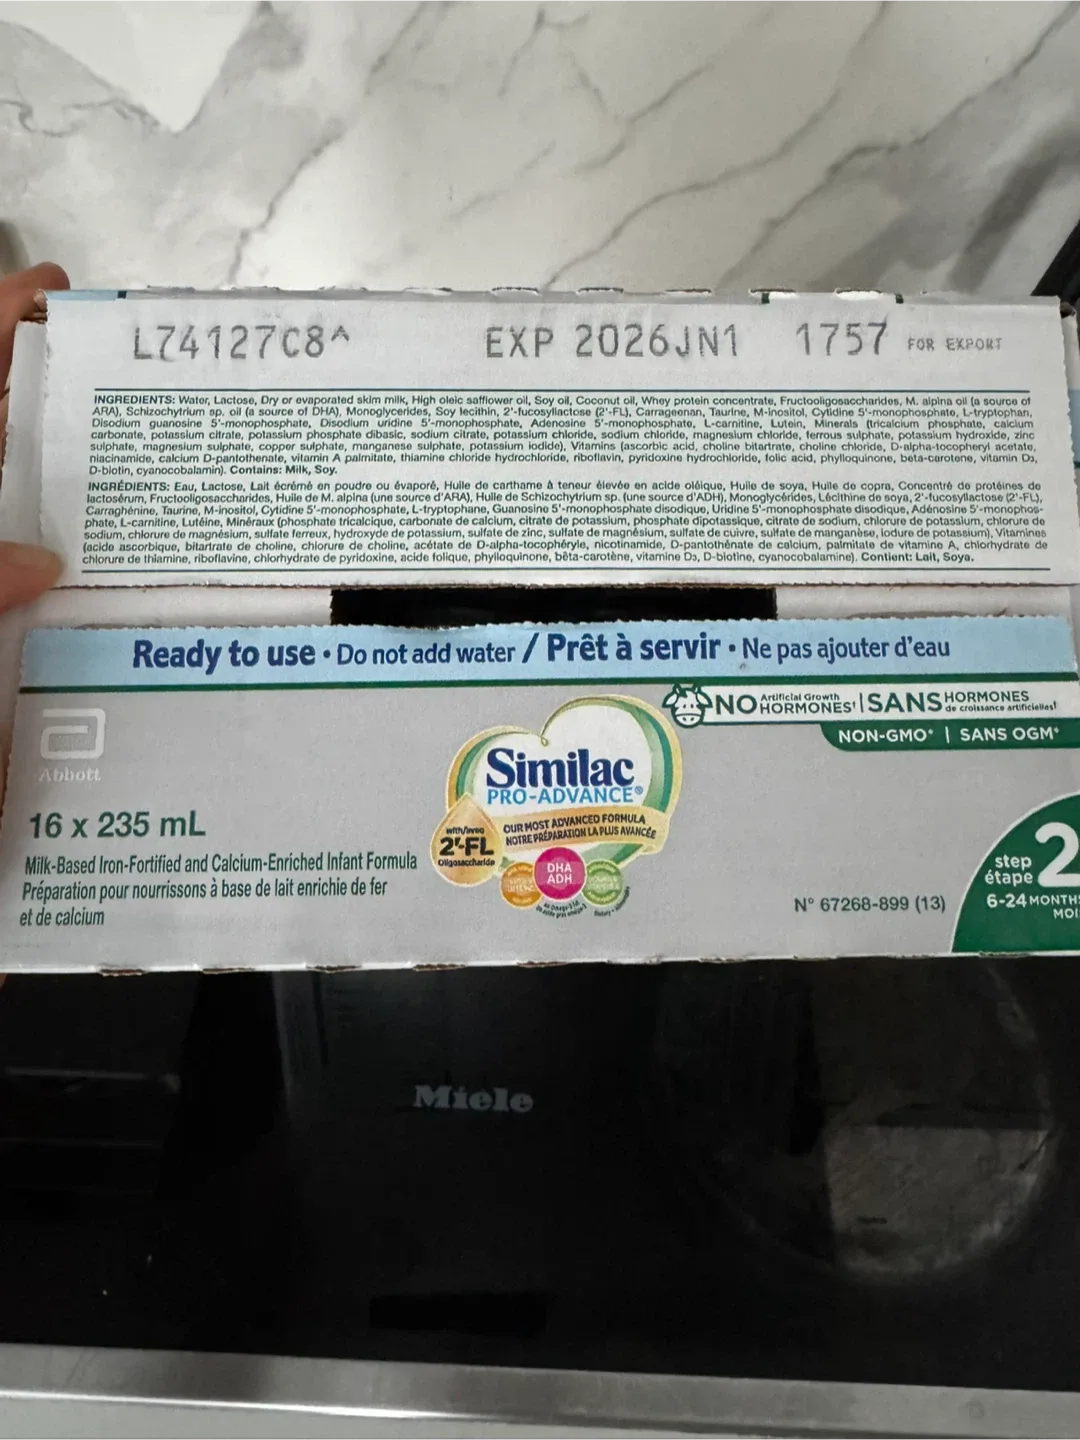 L74127C8^ EXP 2026JN1 1757 FOR EXPORT
INGREDIENTS: Water, Lactose, Dry or evaporated skim milk, High oleic safflower oil, Soy oil, Coconut oil, Whey protein concentrate, Fructooligosaccharides, M. alpina oil (a source of
ARA), Schizochytrium sp. oil (a source of DHA), Monoglycerides, Soy lecithin, 2'-fucosyllactose (2'-FL), Carrageenan, Taurine, M-inositol, Cytidine 5'-monophosphate, L-tryptophan,
Disodium guanosine 5'-monophosphate, Disodium uridine 5'-monophosphate, Adenosine 5'-monophosphate, L-carnitine, Lutein, Minerals (tricalcium phosphate, calcium
carbonate, potassium citrate, potassium phosphate dibasic, sodium citrate, potassium chloride, sodium chloride, magnesium chloride, ferrous sulphate, potassium hydroxide, zinc
sulphate, magnesium sulphate, copper sulphate, manganese sulphate, potassium iodide), Vitamins (ascorbic acid, choline bitartrate, choline chloride, D-alpha-tocopheryl acetate,
niacinamide, calcium D-pantothenate, vitamin A palmitate, thiamine chloride hydrochloride, riboflavin, pyridoxine hydrochloride, folic acid, phylloquinone, beta-carotene, vitamin D₃,
D-biotin, cyanocobalamin). Contains: Milk, Soy.
INGRÉDIENTS: Eau, Lactose, Lait écrémé en poudre ou évaporé, Huile de carthame à teneur élevée en acide oléique, Huile de soya, Huile de copra, Concentré de protéines de
lactosérum, Fructooligosaccharides, Huile de M. alpina (une source d'ARA), Huile de Schizochytrium sp. (une source d'ADH), Monoglycérides, Lécithine de soya, 2'-fucosyllactose (2'-FL),
Carraghénine, Taurine, M-inositol, Cytidine 5'-monophosphate, L-tryptophane, Guanosine 5'-monophosphate disodique, Uridine 5'-monophosphate disodique, Adénosine 5'-monophos-
phate, L-carnitine, Lutéine, Minéraux (phosphate tricalcique, carbonate de calcium, citrate de potassium, phosphate dipotassique, citrate de sodium, chlorure de potassium, chlorure de
sodium, chlorure de magnésium, sulfate ferreux, hydroxyde de potassium, sulfate de zinc, sulfate de magnésium, sulfate de cuivre, sulfate de manganèse, iodure de potassium), Vitamines
(acide ascorbique, bitartrate de choline, chlorure de choline, acétate de D-alpha-tocophéryle, nicotinamide, D-pantothénate de calcium, palmitate de vitamine A, chlorhydrate de
chlorure de thiamine, riboflavine, chlorhydrate de pyridoxine, acide folique, phylloquinone, bêta-carotène, vitamine D₃, D-biotine, cyanocobalamine). Contient: Lait, Soya.
Ready to use • Do not add water / Prêt à servir • Ne pas ajouter d'eau
NO Artificial Growth HORMONES† | SANS HORMONES de croissance artificielles†
NON-GMO* | SANS OGM*
Abbott
Similac
PRO-ADVANCE®
OUR MOST ADVANCED FORMULA
NOTRE PRÉPARATION LA PLUS AVANCÉE
with/avec
2'-FL
Oligosaccharide
DHA
ADH
16 x 235 mL
Milk-Based Iron-Fortified and Calcium-Enriched Infant Formula
Préparation pour nourrissons à base de lait enrichie de fer
et de calcium
N° 67268-899 (13)
step
étape
2
6-24 MONTHS
MOI
Miele